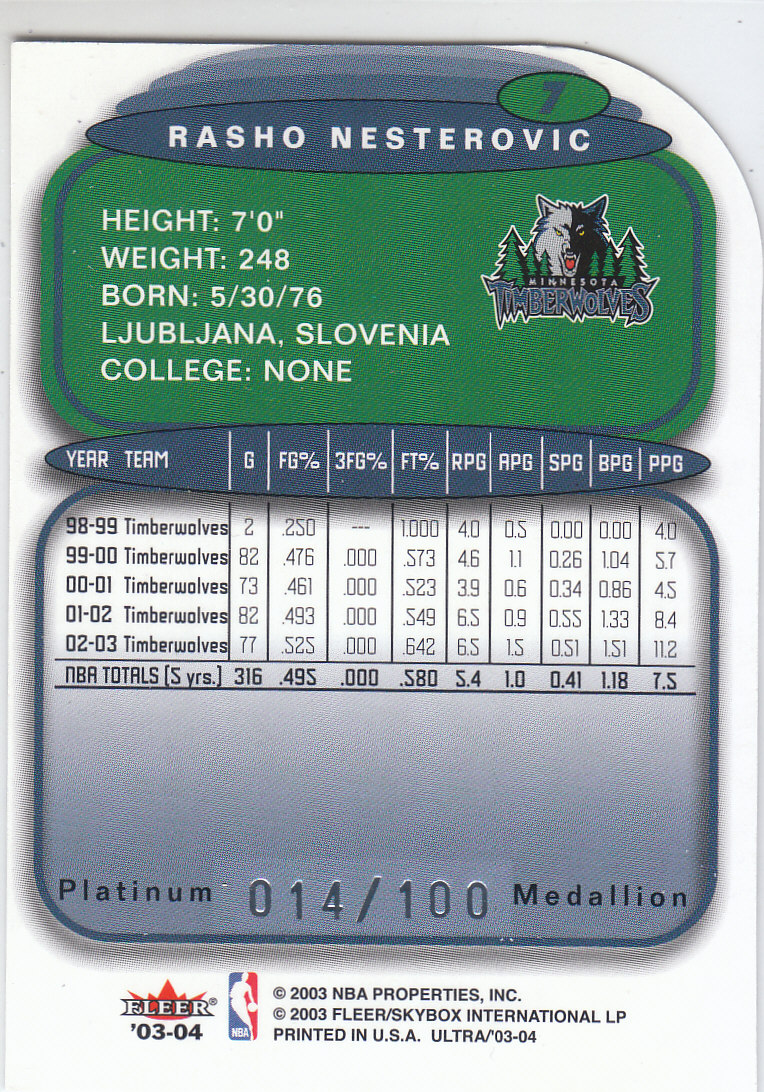 7
RASHO NESTEROVIC
HEIGHT: 7'0"
WEIGHT: 248
BORN: 5/30/76
LJUBLJANA, SLOVENIA
COLLEGE: NONE
MINNESOTA
TIMBERWOLVES
YEAR TEAM G FG% 3FG% FT% RPG APG SPG BPG PPG
98-99 Timberwolves 2 .250 --- 1.000 4.0 0.5 0.00 0.00 4.0
99-00 Timberwolves 82 .476 .000 .573 4.6 1.1 0.26 1.04 5.7
00-01 Timberwolves 73 .461 .000 .523 3.9 0.6 0.34 0.86 4.5
01-02 Timberwolves 82 .493 .000 .549 6.5 0.9 0.55 1.33 8.4
02-03 Timberwolves 77 .525 .000 .642 6.5 1.5 0.51 1.51 11.2
NBA TOTALS (5 yrs.) 316 .495 .000 .580 5.4 1.0 0.41 1.18 7.5
Platinum 014/100 Medallion
FLEER®
'03-04
NBA
© 2003 NBA PROPERTIES, INC.
© 2003 FLEER/SKYBOX INTERNATIONAL LP
PRINTED IN U.S.A. ULTRA/'03-04